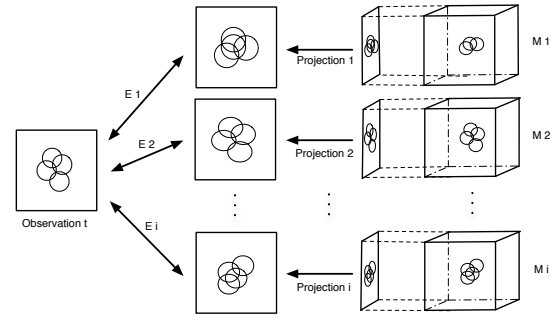 M 1
Projection 1
E 1
M 2
E 2
Projection 2
Observation t
E i
M i
Projection i